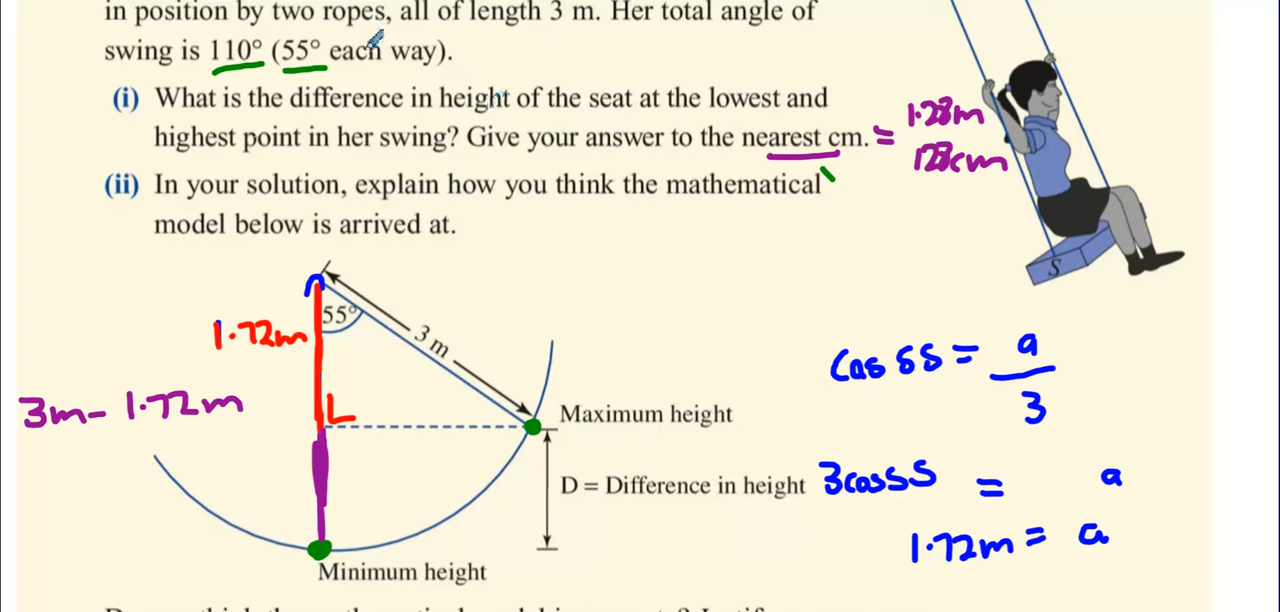 in position by two ropes, all of length 3 m. Her total angle of
swing is 110° (55° each way).
(i) What is the difference in height of the seat at the lowest and
highest point in her swing? Give your answer to the nearest cm. = 1.28m
128cm
(ii) In your solution, explain how you think the mathematical
model below is arrived at.
S
55°
3 m
1.72m
3m - 1.72m
Maximum height
D = Difference in height
Minimum height
Cos 55 = a
3
3cos55 = a
1.72m = a